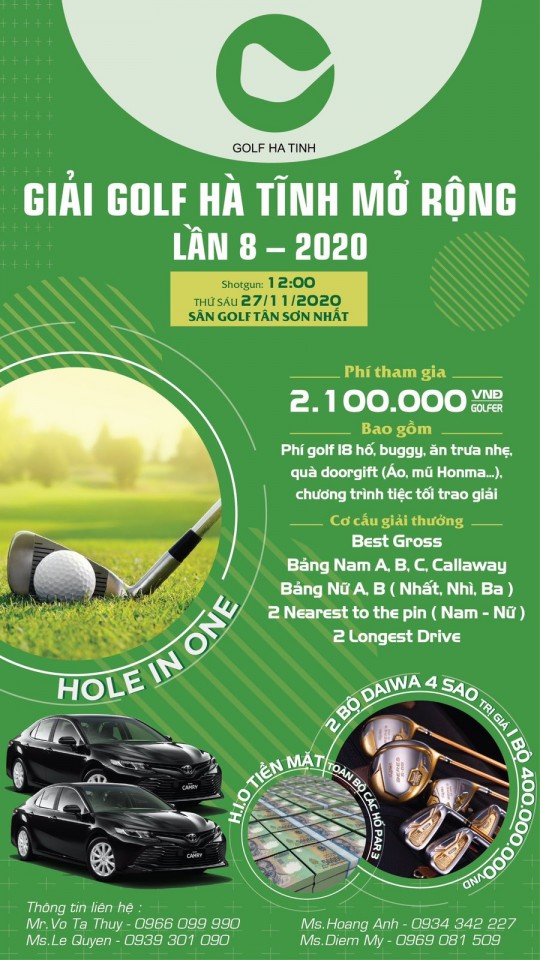 GOLF HA TINH
GIẢI GOLF HÀ TĨNH MỞ RỘNG
LẦN 8 – 2020
Shotgun: 12:00
THỨ SÁU 27/11/2020
SÂN GOLF TÂN SƠN NHẤT
Phí tham gia
2.100.000 VNĐ
GOLFER
Bao gồm
Phí golf 18 hố, buggy, ăn trưa nhẹ,
quà doorgift (Áo, mũ Honma...),
chương trình tiệc tối trao giải
Cơ cấu giải thưởng
Best Gross
Bảng Nam A, B, C, Callaway
Bảng Nữ A, B ( Nhất, Nhì, Ba )
2 Nearest to the pin ( Nam - Nữ )
2 Longest Drive
HOLE IN ONE
2 BỘ DAIWA 4 SAO TRỊ GIÁ 1 BỘ 400.000.000VND
H.I.O TIỀN MẶT TOÀN BỘ CÁC HỐ PAR 3
CAMRY
CAMRY
BERES
Thông tin liên hệ :
Mr.Vo Ta Thuy - 0966 099 990
Ms.Le Quyen - 0939 301 090
Ms.Hoang Anh - 0934 342 227
Ms.Diem My - 0969 081 509